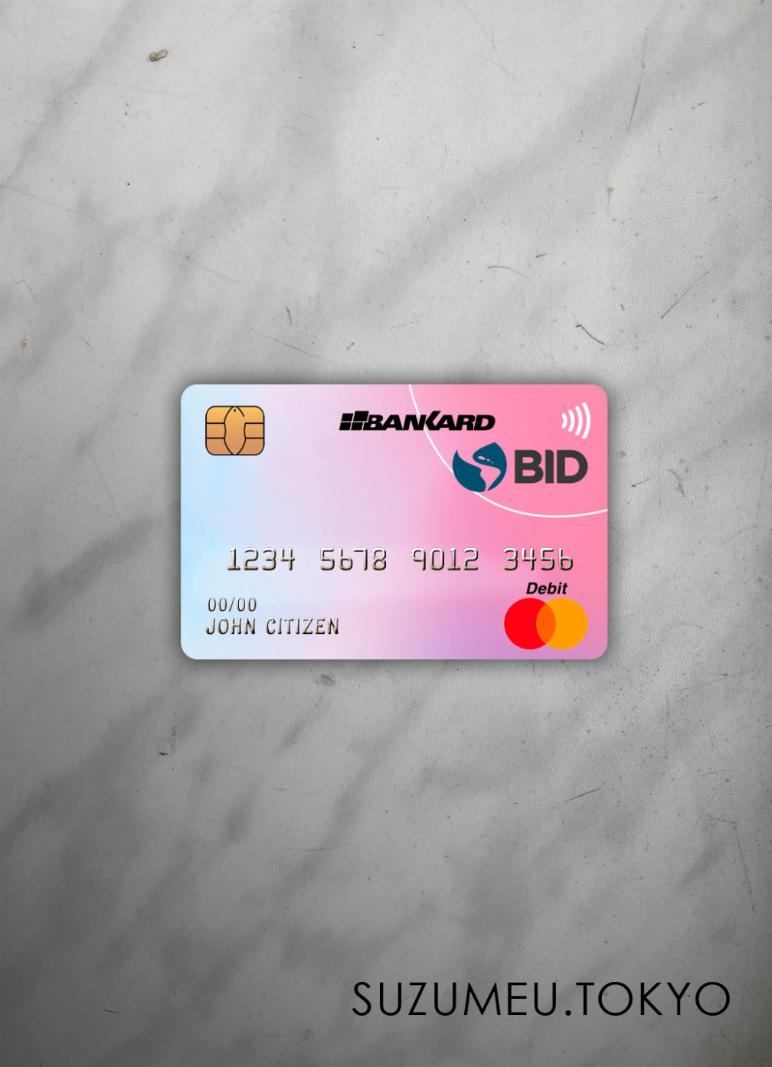 BANKARD
BID
1234 5678 9012 3456
Debit
00/00
JOHN CITIZEN
SUZUMEU.TOKYO